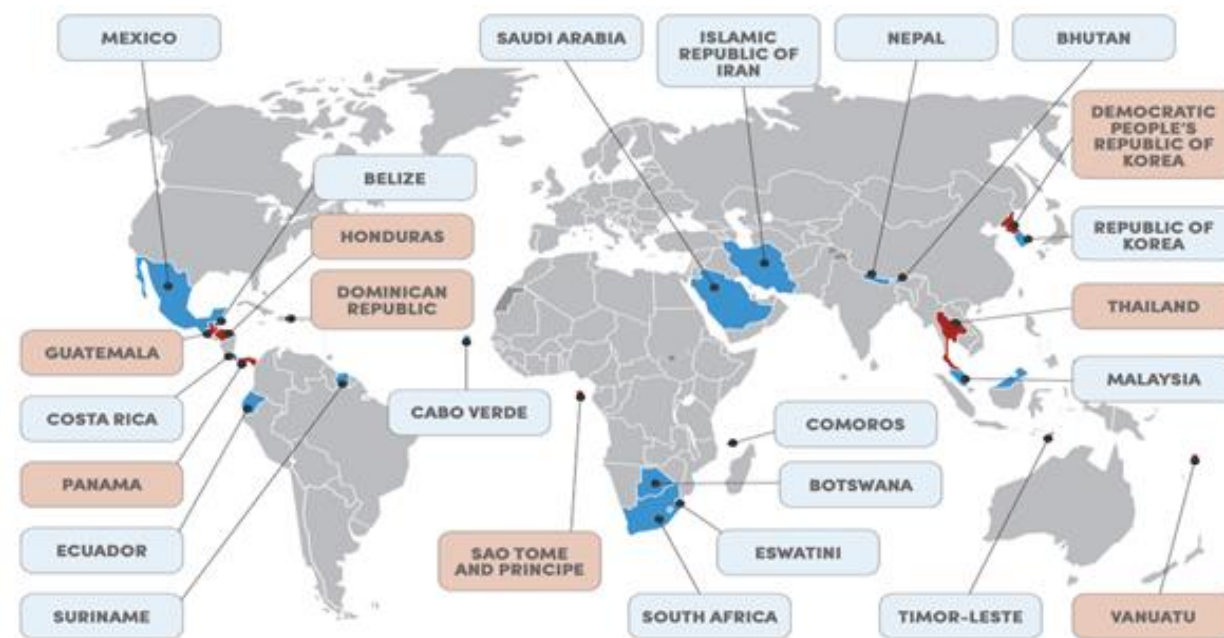 MEXICO
SAUDI ARABIA
ISLAMIC
REPUBLIC OF
IRAN
NEPAL
BHUTAN
DEMOCRATIC
PEOPLE'S
REPUBLIC OF
KOREA
BELIZE
HONDURAS
REPUBLIC OF
KOREA
DOMINICAN
REPUBLIC
THAILAND
GUATEMALA
MALAYSIA
COSTA RICA
CABO VERDE
COMOROS
PANAMA
BOTSWANA
ECUADOR
SAO TOME
AND PRINCIPE
ESWATINI
SURINAME
SOUTH AFRICA
TIMOR-LESTE
VANUATU